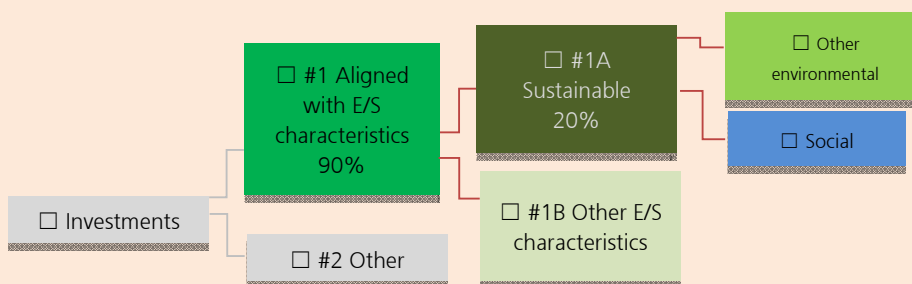 ☐ Investments
☐ #1 Aligned
with E/S
characteristics
90%
☐ #2 Other
☐ #1A
Sustainable
20%
☐ #1B Other E/S
characteristics
☐ Other
environmental
☐ Social